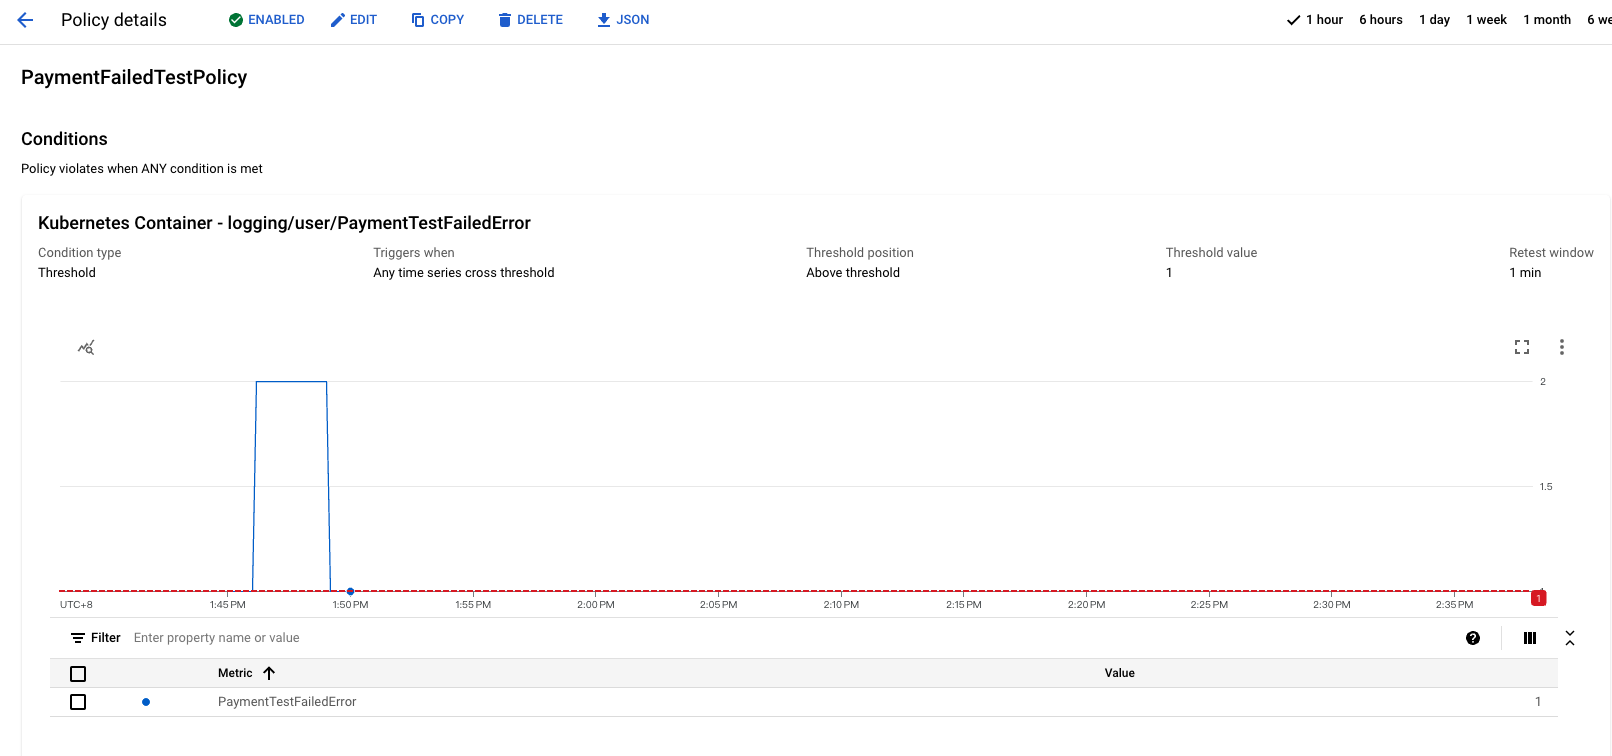 Policy details ENABLED EDIT COPY DELETE JSON 1 hour 6 hours 1 day 1 week 1 month 6 we
PaymentFailedTestPolicy
Conditions
Policy violates when ANY condition is met
Kubernetes Container - logging/user/PaymentTestFailedError
Condition type Triggers when Threshold position Threshold value Retest window
Threshold Any time series cross threshold Above threshold 1 1 min
2
1.5
UTC+8 1:45 PM 1:50 PM 1:55 PM 2:00 PM 2:05 PM 2:10 PM 2:15 PM 2:20 PM 2:25 PM 2:30 PM 2:35 PM 1
Filter Enter property name or value
Metric Value
PaymentTestFailedError 1